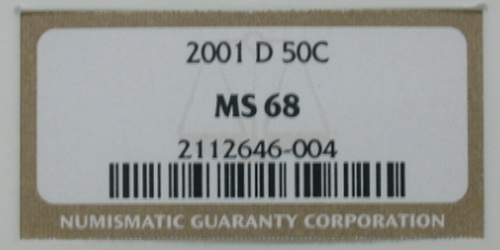 2001 D 50C
MS 68
2112646-004
NUMISMATIC GUARANTY CORPORATION